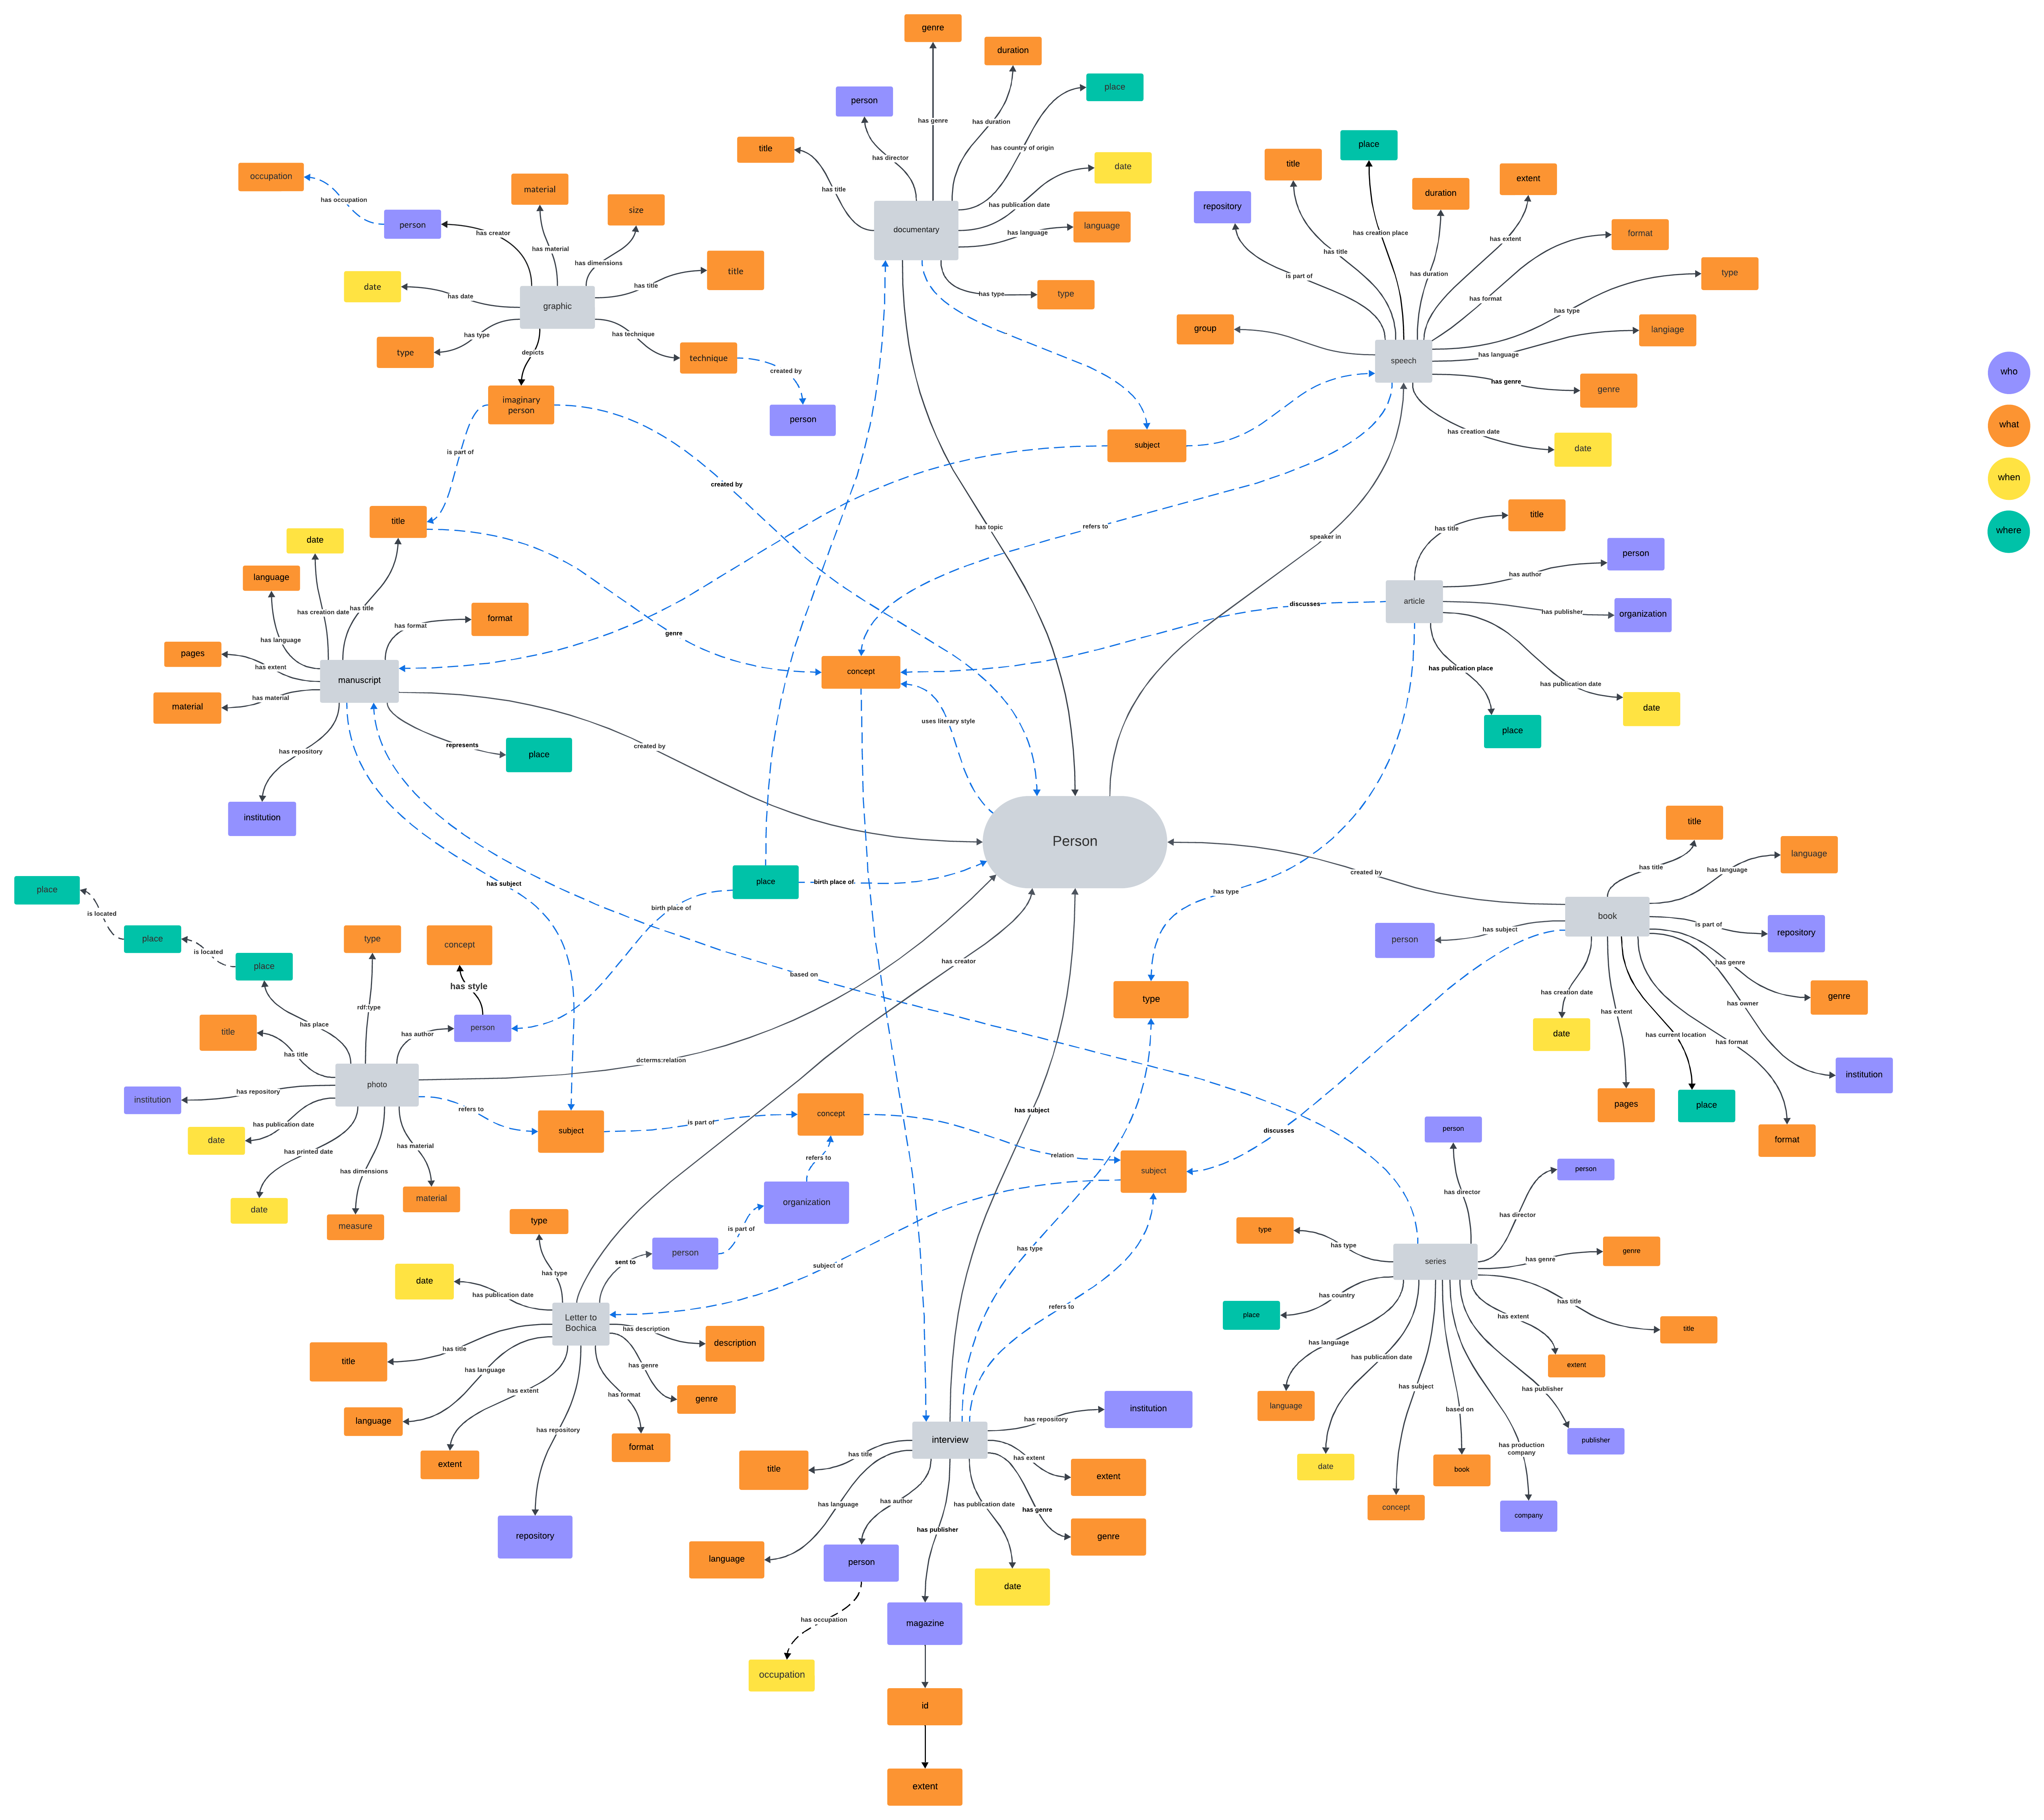 genre
duration
place
person
has genre
has duration
has country of origin
title
has director
date
has title
has publication date
documentary
language
has language
has type
type
occupation
has occupation
material
size
person
has creator
has material
has dimensions
title
date
has date
has title
graphic
has type
has technique
type
depicts
technique
created by
imaginary
person
person
is part of
created by
place
title
extent
duration
repository
format
has creation place
has title
has extent
is part of
has duration
has format
type
has type
group
langiage
speech
has language
has genre
genre
has creation date
date
subject
who
what
when
where
refers to
has topic
speaker in
title
has title
person
has author
article
organization
discusses
has publisher
has publication place
has publication date
date
place
title
date
language
has creation date
has title
format
has format
has language
genre
pages
has extent
concept
manuscript
has material
material
uses literary style
has repository
represents
created by
place
institution
Person
has subject
place
birth place of
birth place of
has creator
has type
based on
title
language
has title
has language
created by
book
person
has subject
is part of
repository
has genre
genre
has creation date
has owner
has extent
date
has current location
has format
institution
pages
place
format
type
discusses
place
is located
place
is located
place
type
concept
has style
rdf:type
title
has place
has author
person
has title
dcterms:relation
photo
institution
has repository
refers to
has publication date
date
has printed date
has material
has dimensions
date
material
measure
subject
is part of
concept
relation
has subject
subject
refers to
organization
is part of
person
sent to
type
has type
date
has publication date
subject of
has type
refers to
Letter to
Bochica
has description
description
title
has title
has language
has genre
has extent
has format
genre
language
has repository
format
extent
repository
person
person
has director
has director
type
has type
genre
has genre
series
has country
place
has title
title
has extent
has language
has publication date
extent
has subject
has publisher
language
based on
publisher
has production
company
date
book
concept
company
institution
has repository
interview
has title
has extent
title
extent
has language
has author
has publication date
has genre
has publisher
genre
language
person
date
has occupation
magazine
occupation
id
extent